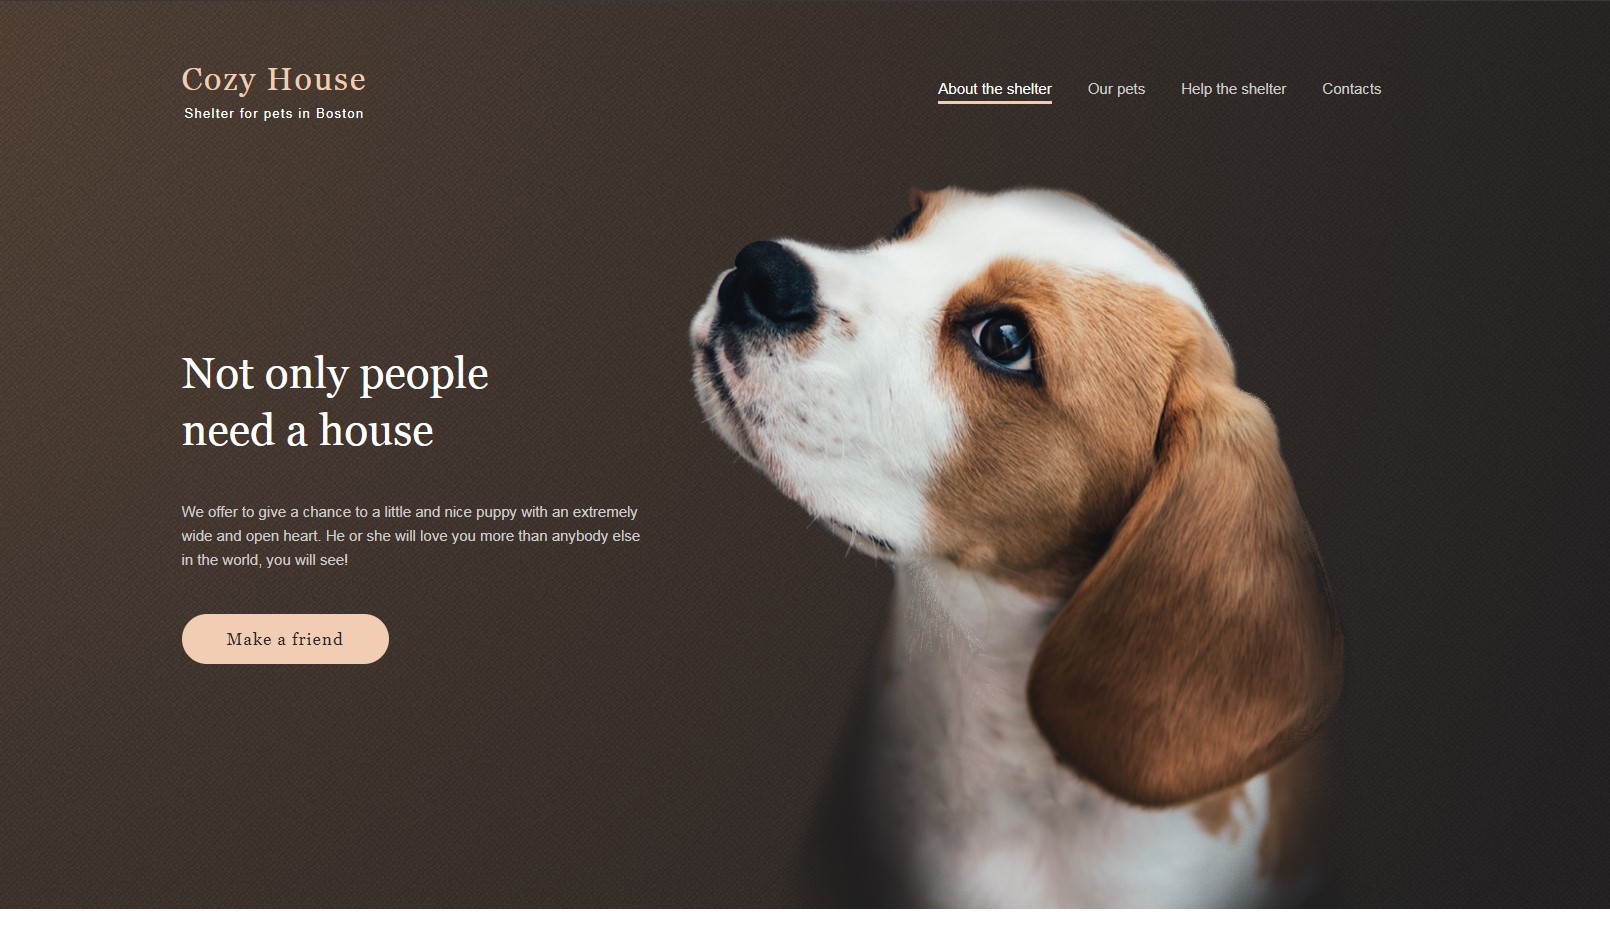 Cozy House
Shelter for pets in Boston
About the shelter
Our pets
Help the shelter
Contacts
Not only people
need a house
We offer to give a chance to a little and nice puppy with an extremely
wide and open heart. He or she will love you more than anybody else
in the world, you will see!
Make a friend